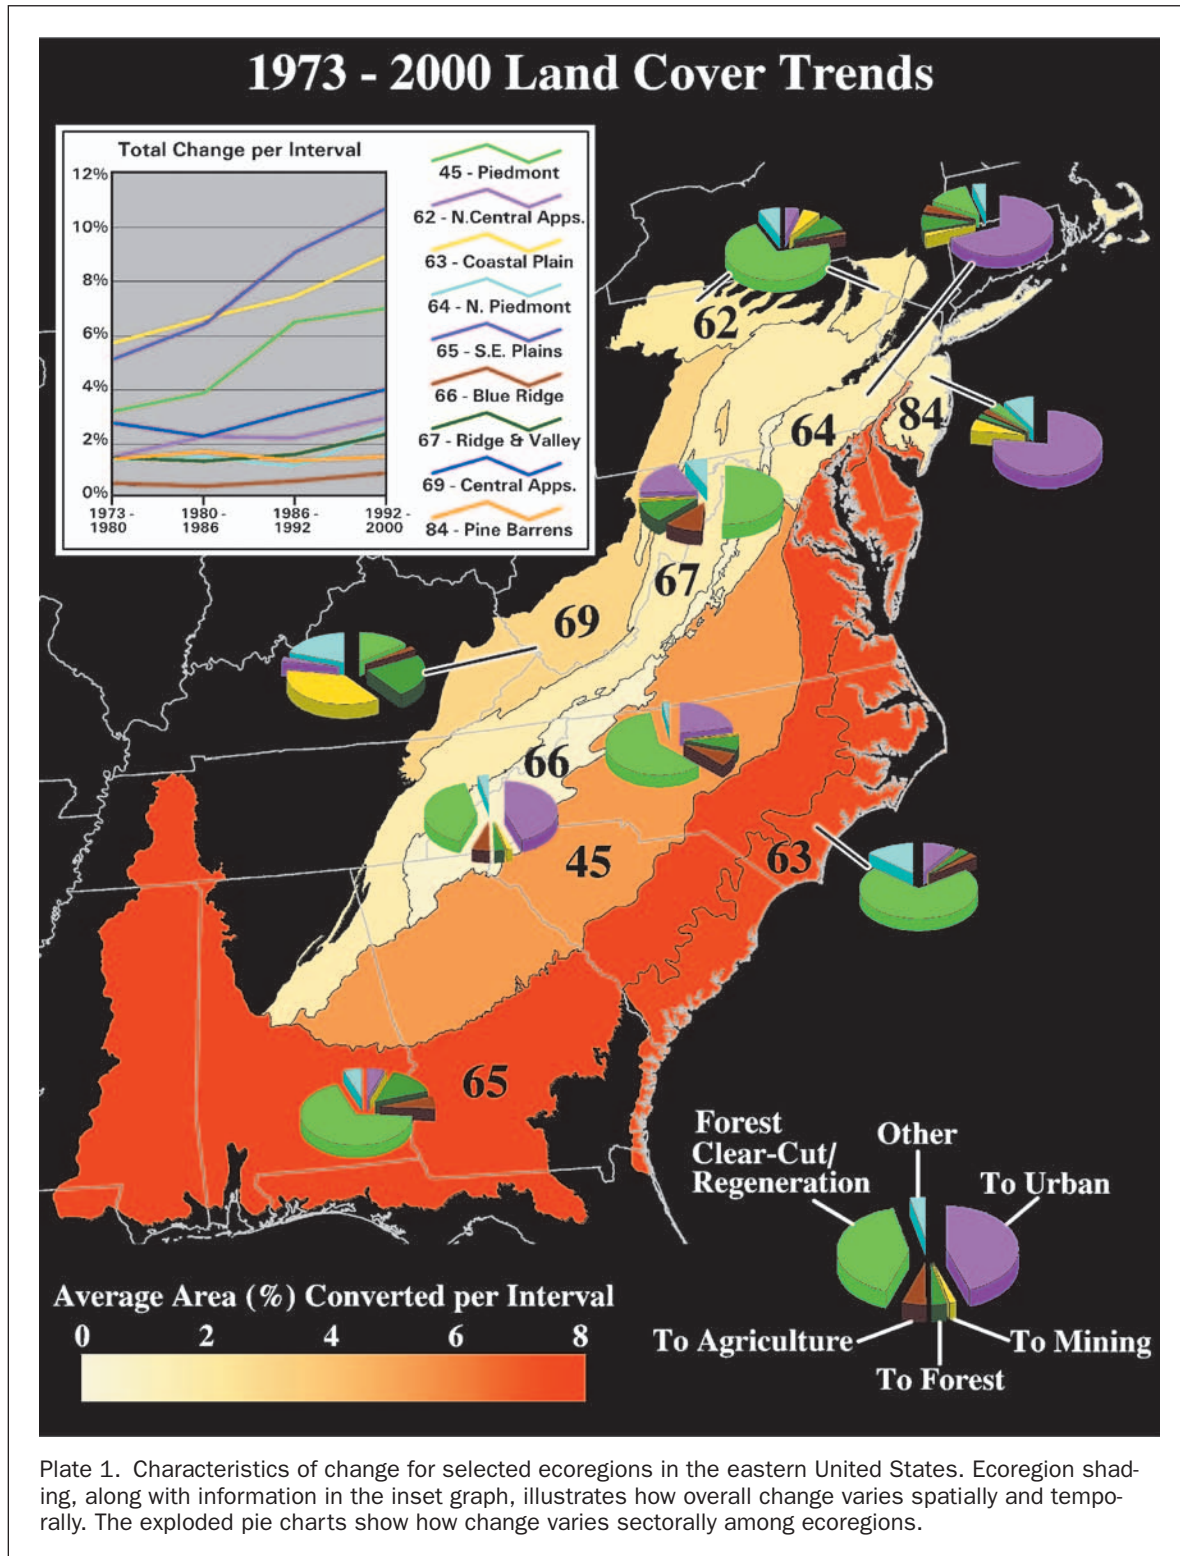 1973 - 2000 Land Cover Trends
Total Change per Interval
12%
10%
8%
6%
4%
2%
0%
1973 -
1980
1980 -
1986
1986 -
1992
1992 -
2000
45 - Piedmont
62 - N.Central Apps.
63 - Coastal Plain
64 - N. Piedmont
65 - S.E. Plains
66 - Blue Ridge
67 - Ridge & Valley
69 - Central Apps.
84 - Pine Barrens
62
64
84
67
69
66
45
63
65
Forest
Clear-Cut/
Regeneration
Other
To Urban
To Agriculture
To Mining
To Forest
Average Area (%) Converted per Interval
0 2 4 6 8
Plate 1. Characteristics of change for selected ecoregions in the eastern United States. Ecoregion shad-
ing, along with information in the inset graph, illustrates how overall change varies spatially and tempo-
rally. The exploded pie charts show how change varies sectorally among ecoregions.